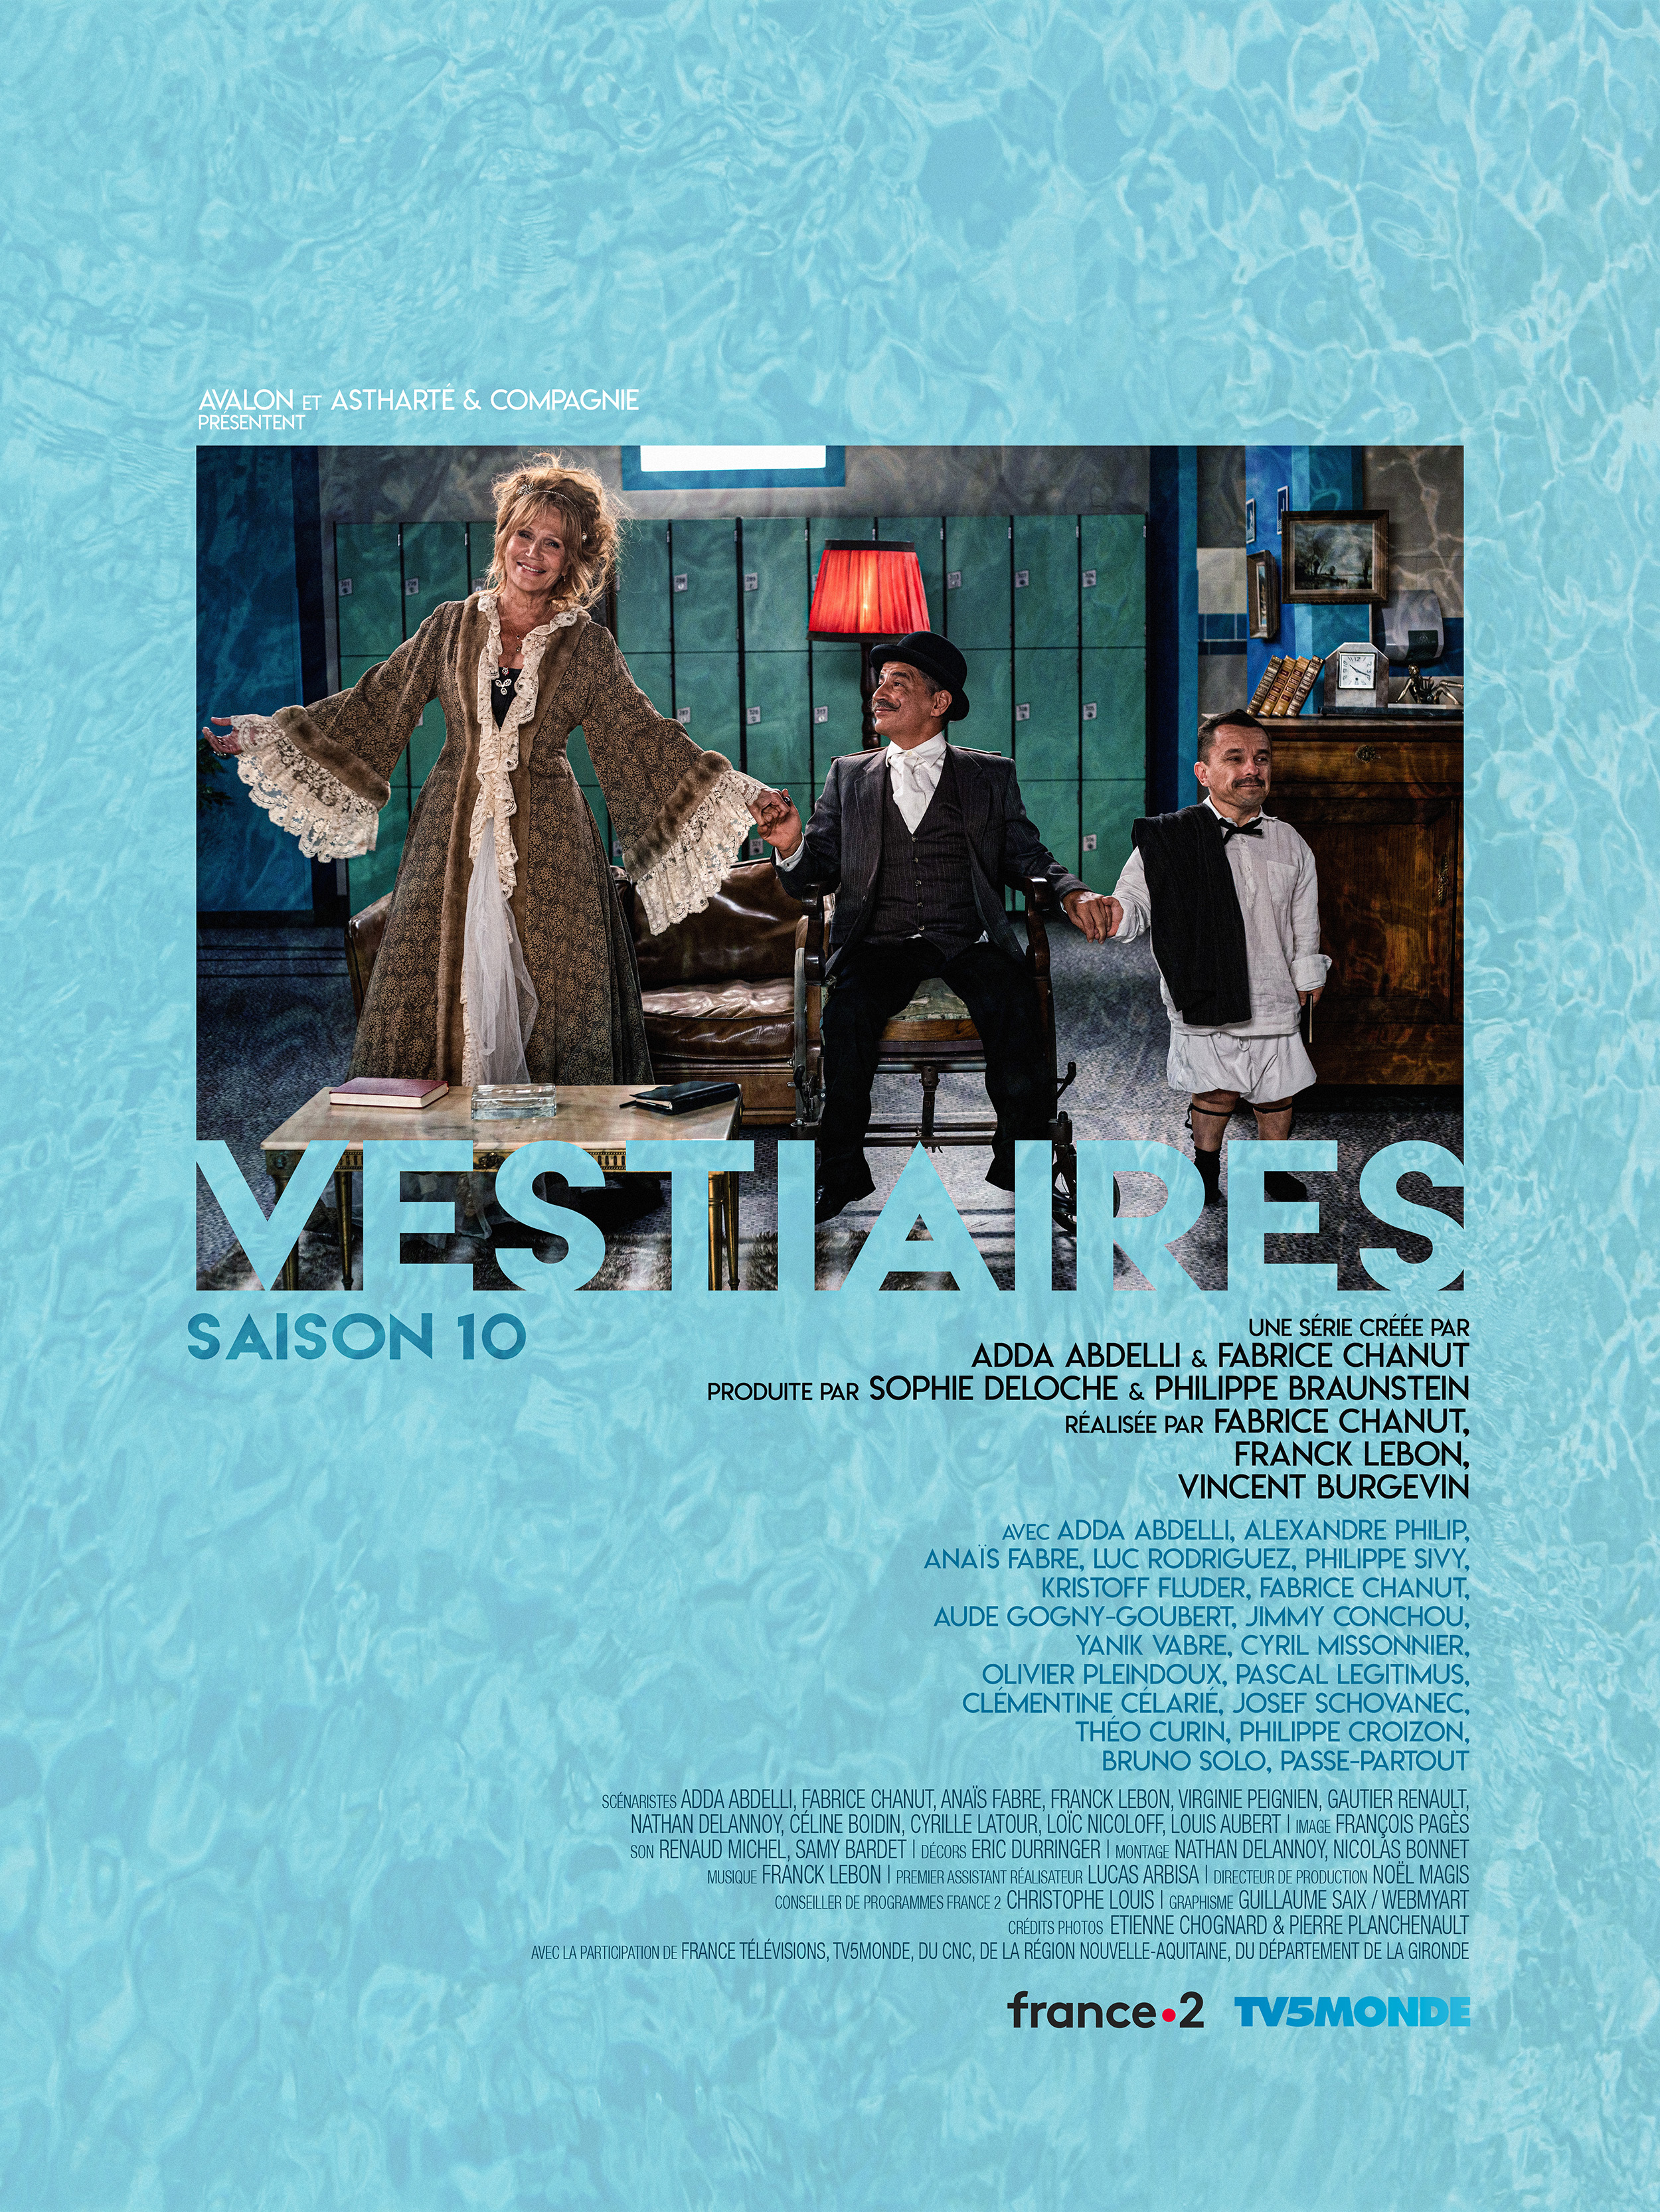 AVALON ET ASTHARTÉ & COMPAGNIE
PRÉSENTENT
VESTIAIRES
SAISON 10
UNE SÉRIE CRÉÉE PAR
ADDA ABDELLI & FABRICE CHANUT
PRODUITE PAR SOPHIE DELOCHE & PHILIPPE BRAUNSTEIN
RÉALISÉE PAR FABRICE CHANUT,
FRANCK LEBON,
VINCENT BURGEVIN
AVEC ADDA ABDELLI, ALEXANDRE PHILIP,
ANAÏS FABRE, LUC RODRIGUEZ, PHILIPPE SIVY,
KRISTOFF FLUDER, FABRICE CHANUT,
AUDE GOGNY-GOUBERT, JIMMY CONCHOU,
YANIK VABRE, CYRIL MISSONNIER,
OLIVIER PLEINDOUX, PASCAL LEGITIMUS,
CLÉMENTINE CÉLARIÉ, JOSEF SCHOVANEC,
THÉO CURIN, PHILIPPE CROIZON,
BRUNO SOLO, PASSE-PARTOUT
SCÉNARISTES ADDA ABDELLI, FABRICE CHANUT, ANAÏS FABRE, FRANCK LEBON, VIRGINIE PEIGNIEN, GAUTIER RENAULT,
NATHAN DELANNOY, CÉLINE BOIDIN, CYRILLE LATOUR, LOÏC NICOLOFF, LOUIS AUBERT | IMAGE FRANÇOIS PAGÈS
SON RENAUD MICHEL, SAMY BARDET | DÉCORS ERIC DURRINGER | MONTAGE NATHAN DELANNOY, NICOLAS BONNET
MUSIQUE FRANCK LEBON | PREMIER ASSISTANT RÉALISATEUR LUCAS ARBISA | DIRECTEUR DE PRODUCTION NOËL MAGIS
CONSEILLER DE PROGRAMMES FRANCE 2 CHRISTOPHE LOUIS | GRAPHISME GUILLAUME SAIX / WEBMYART
CRÉDITS PHOTOS ETIENNE CHOGNARD & PIERRE PLANCHENAULT
AVEC LA PARTICIPATION DE FRANCE TÉLÉVISIONS, TV5MONDE, DU CNC, DE LA RÉGION NOUVELLE-AQUITAINE, DU DÉPARTEMENT DE LA GIRONDE
france•2 TV5MONDE